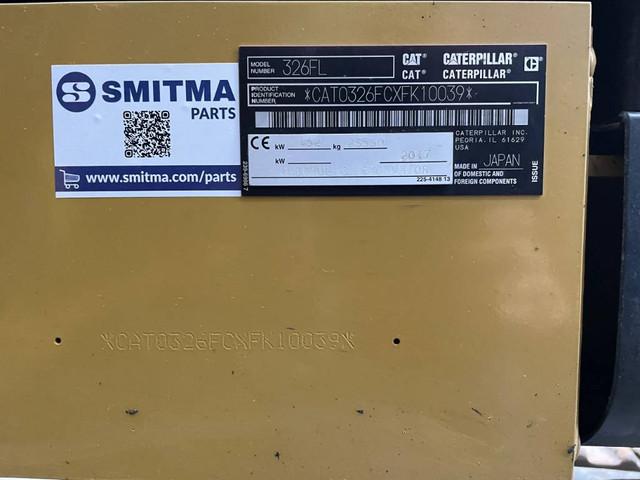 S SMITMA
PARTS
www.smitma.com/parts
MODEL NUMBER 326FL
CAT® CATERPILLAR®
CAT® CATERPILLAR®
PRODUCT IDENTIFICATION NUMBER *CAT0326FCXFK10039*
CE kW kg
kW 2017
CATERPILLAR INC.
PEORIA, IL 61629
USA
MADE IN JAPAN
OF DOMESTIC AND
FOREIGN COMPONENTS
ISSUE
225-4148 13
*CAT0326FCXFK10039*